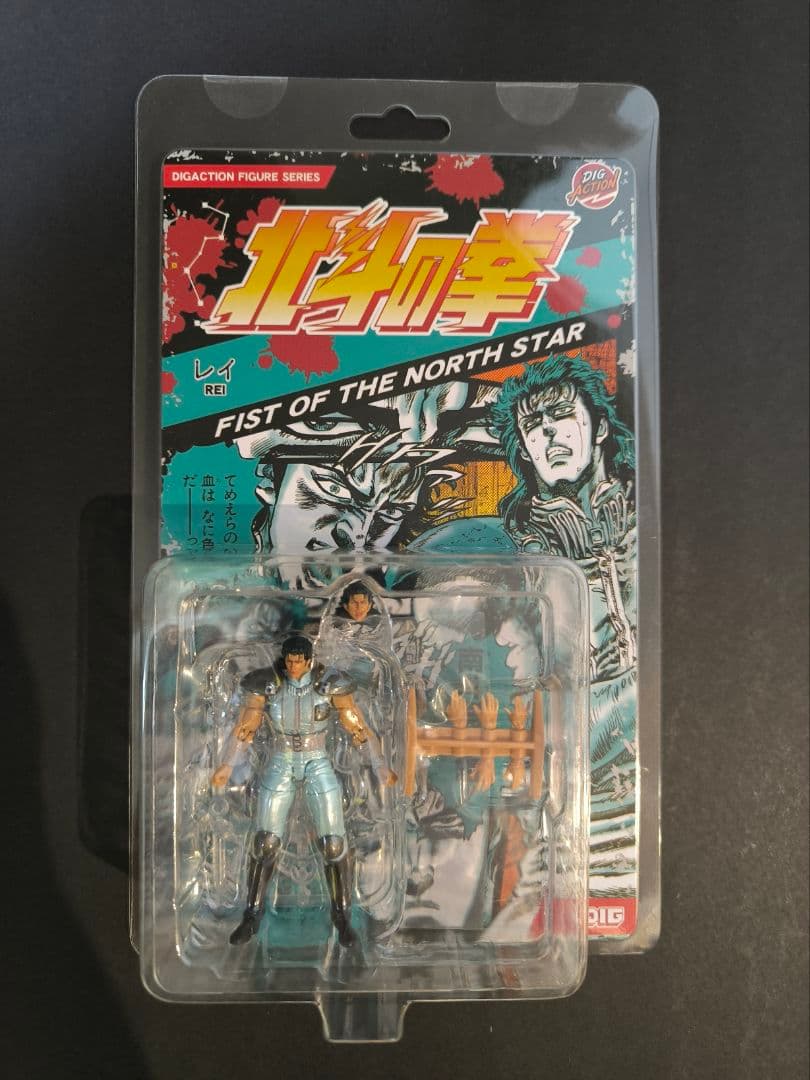 DIGACTION FIGURE SERIES
DIG
ACTION
北斗の拳
レイ
REI
FIST OF THE NORTH STAR
てめえらの
血は なに色
だ――っ
DIG